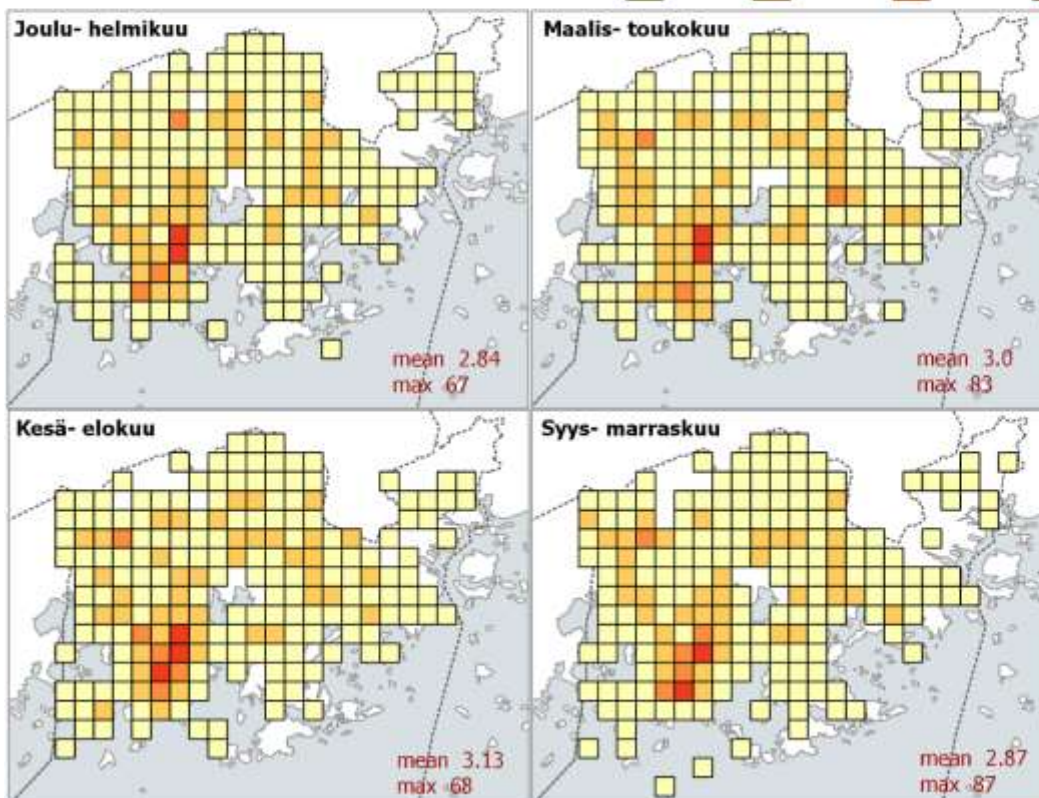 Joulu- helmikuu
mean 2.84
max 67
Maalis- toukokuu
mean 3.0
max 83
Kesä- elokuu
mean 3.13
max 68
Syys- marraskuu
mean 2.87
max 87